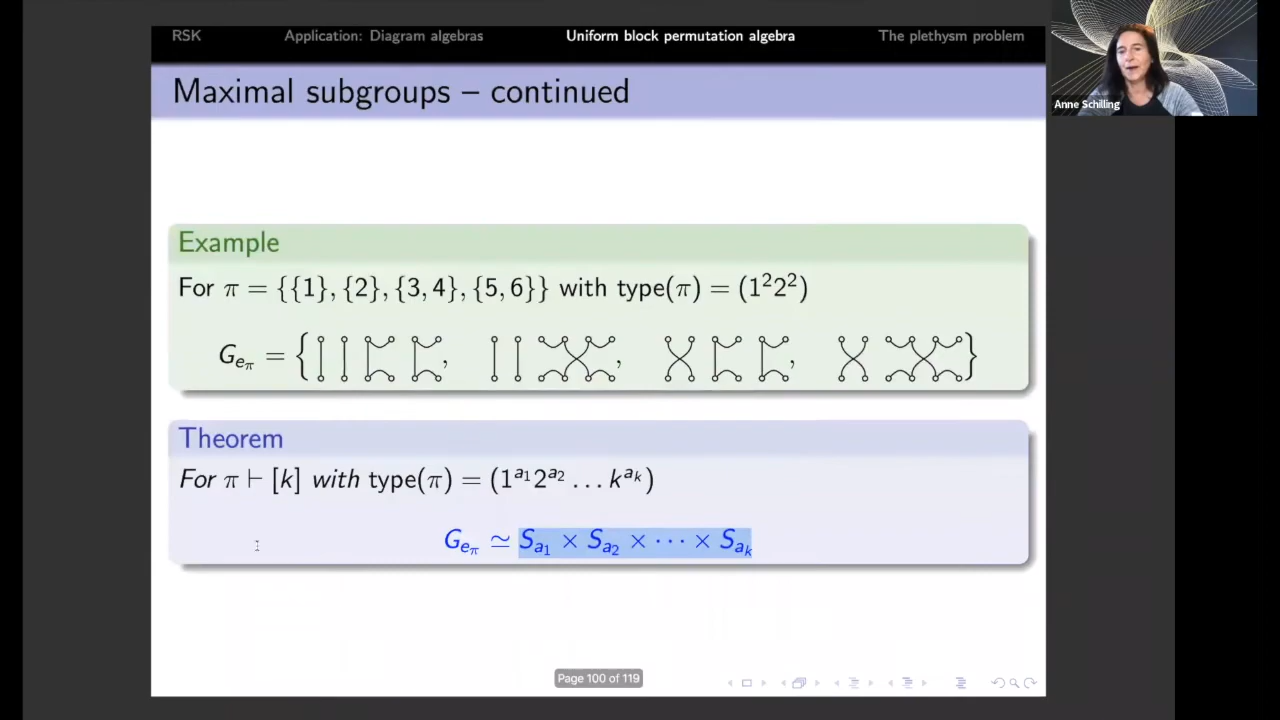 RSK Application: Diagram algebras Uniform block permutation algebra The plethysm problem
Anne Schilling
Maximal subgroups – continued
Example
For π = {{1}, {2}, {3, 4}, {5, 6}} with type(π) = (1²2²)
G_{e_π} = { , , , }
Theorem
For π ⊢ [k] with type(π) = (1^{a_1}2^{a_2} . . . k^{a_k})
G_{e_π} ≃ S_{a_1} × S_{a_2} × · · · × S_{a_k}
Page 100 of 119